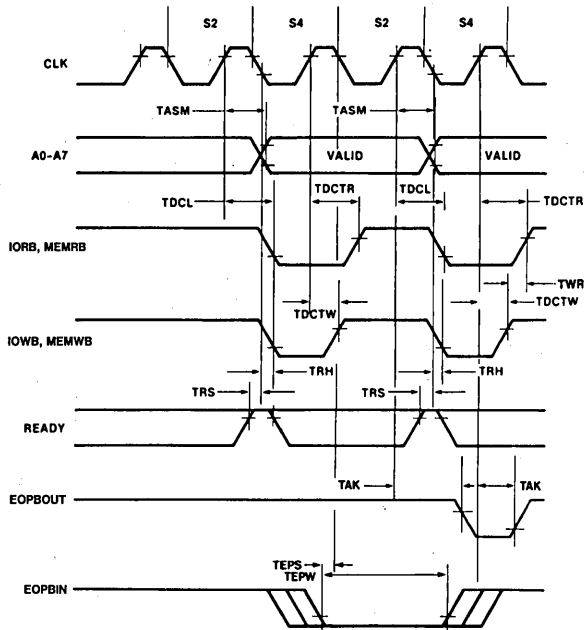 S2 S4 S2 S4
CLK
TASM TASM
A0-A7 VALID VALID
TDCL TDCTR TDCL TDCTR
IORB, MEMRB
TWR
TDCTW TDCTW
IOWB, MEMWB
TRH TRH
TRS TRS
READY
TAK TAK
EOPBOUT
TEPS
TEPW
EOPBIN